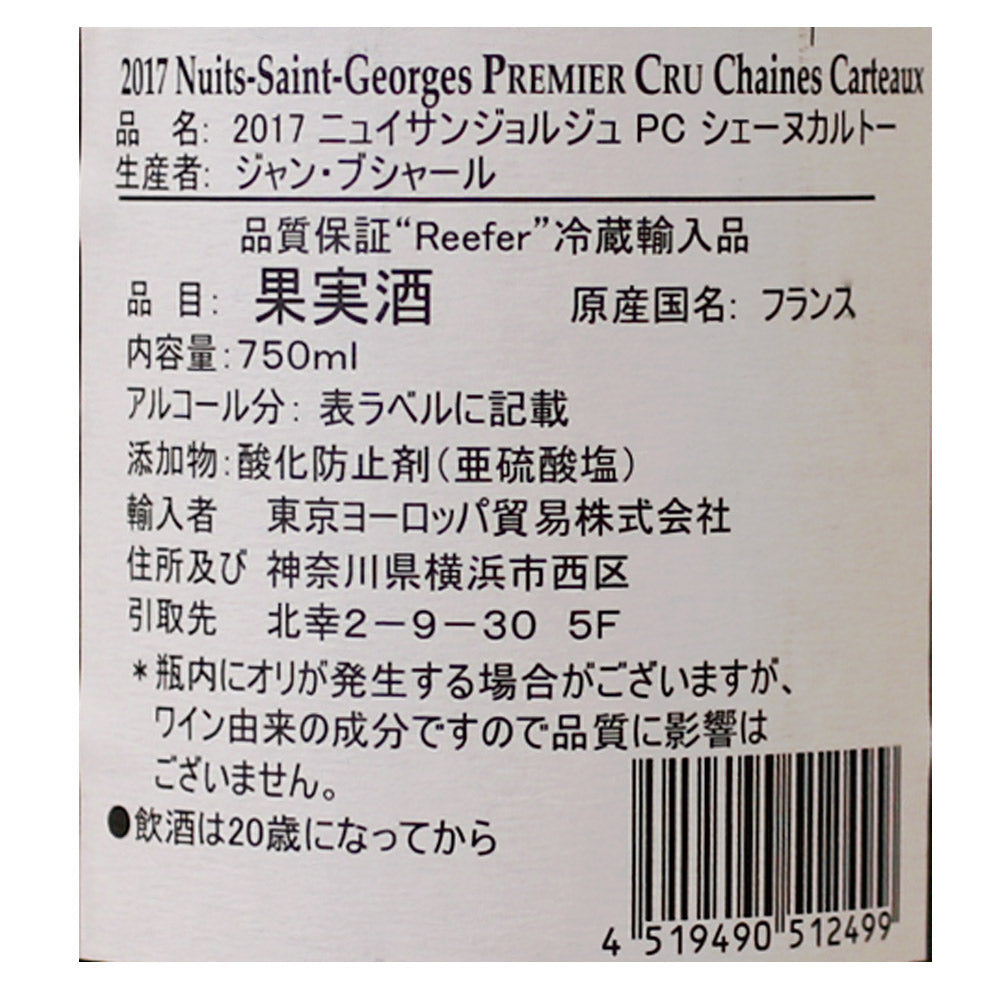 2017 Nuits-Saint-Georges PREMIER CRU Chaines Carteaux
品　名: 2017 ニュイサンジョルジュ PC シェーヌカルトー
生産者: ジャン・ブシャール
品質保証“Reefer”冷蔵輸入品
品　目: 果実酒　原産国名: フランス
内容量:750ml
アルコール分: 表ラベルに記載
添加物:酸化防止剤(亜硫酸塩)
輸入者　東京ヨーロッパ貿易株式会社
住所及び　神奈川県横浜市西区
引取先　北幸2-9-30 5F
*瓶内にオリが発生する場合がございますが、
ワイン由来の成分ですので品質に影響は
ございません。
●飲酒は20歳になってから
4 519490 512499